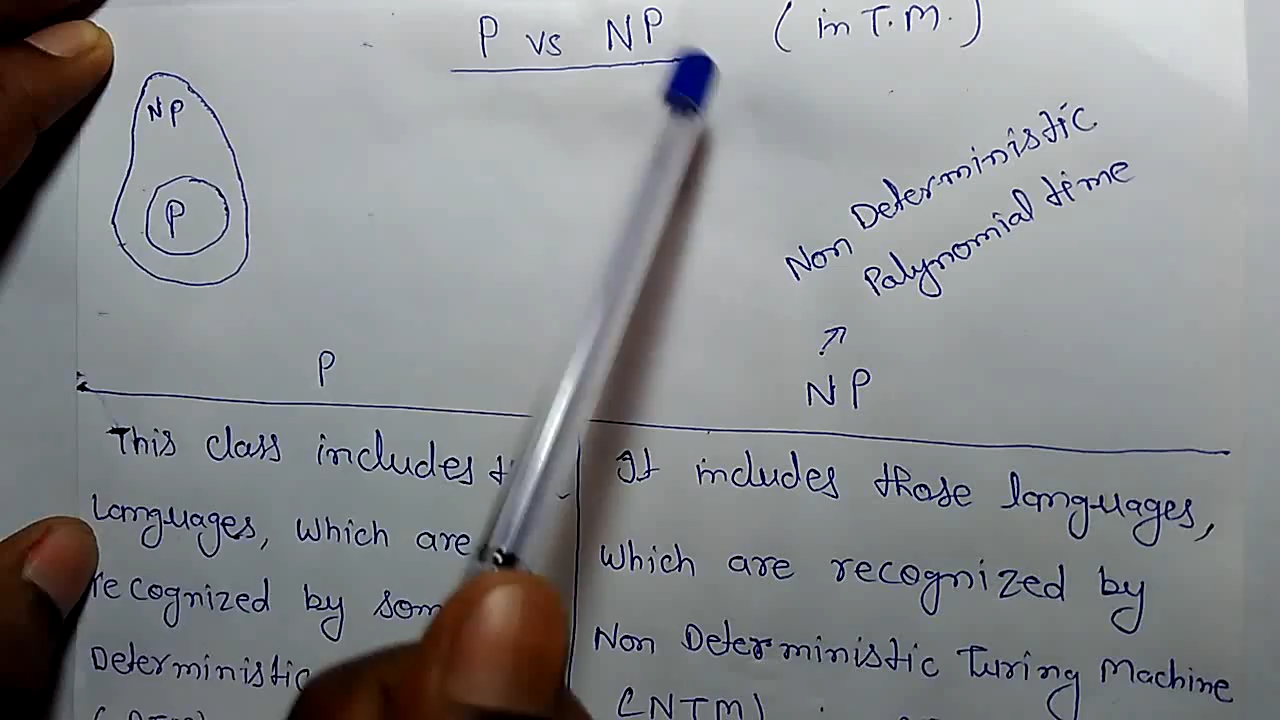 P vs NP (in T.M.)
NP
P
Non Deterministic
Polynomial time
↗
P
NP
This class includes
languages, which are
recognized by
Deterministic
It includes those languages,
which are recognized by
Non Deterministic Turing Machine
(NTM)